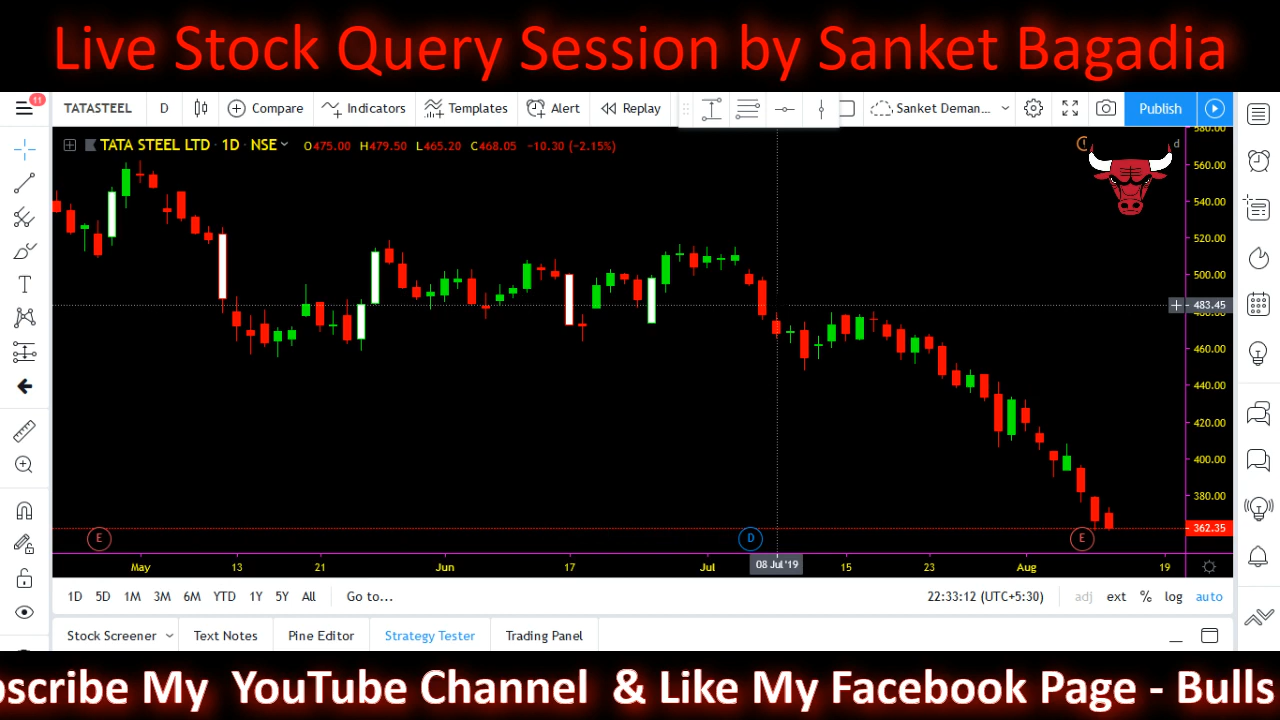 Live Stock Query Session by Sanket Bagadia
11
TATASTEEL D Compare Indicators Templates Alert Replay Sanket Deman... Publish
TATA STEEL LTD · 1D · NSE O475.00 H479.50 L465.20 C468.05 -10.30 (-2.15%)
d
580.00
560.00
540.00
520.00
500.00
483.45
480.00
460.00
440.00
420.00
400.00
380.00
362.35
E D E
May 13 21 Jun 17 Jul 08 Jul '19 15 23 Aug 19
1D 5D 1M 3M 6M YTD 1Y 5Y All Go to... 22:33:12 (UTC+5:30) adj ext % log auto
Stock Screener Text Notes Pine Editor Strategy Tester Trading Panel
bscribe My YouTube Channel & Like My Facebook Page - Bulls